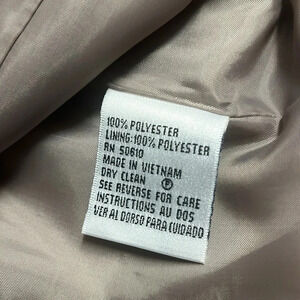 100% POLYESTER
LINING:100% POLYESTER
RN 50610
MADE IN VIETNAM
DRY CLEAN Ⓟ
SEE REVERSE FOR CARE
INSTRUCTIONS AU DOS
VER AL DORSO PARA CUIDADO